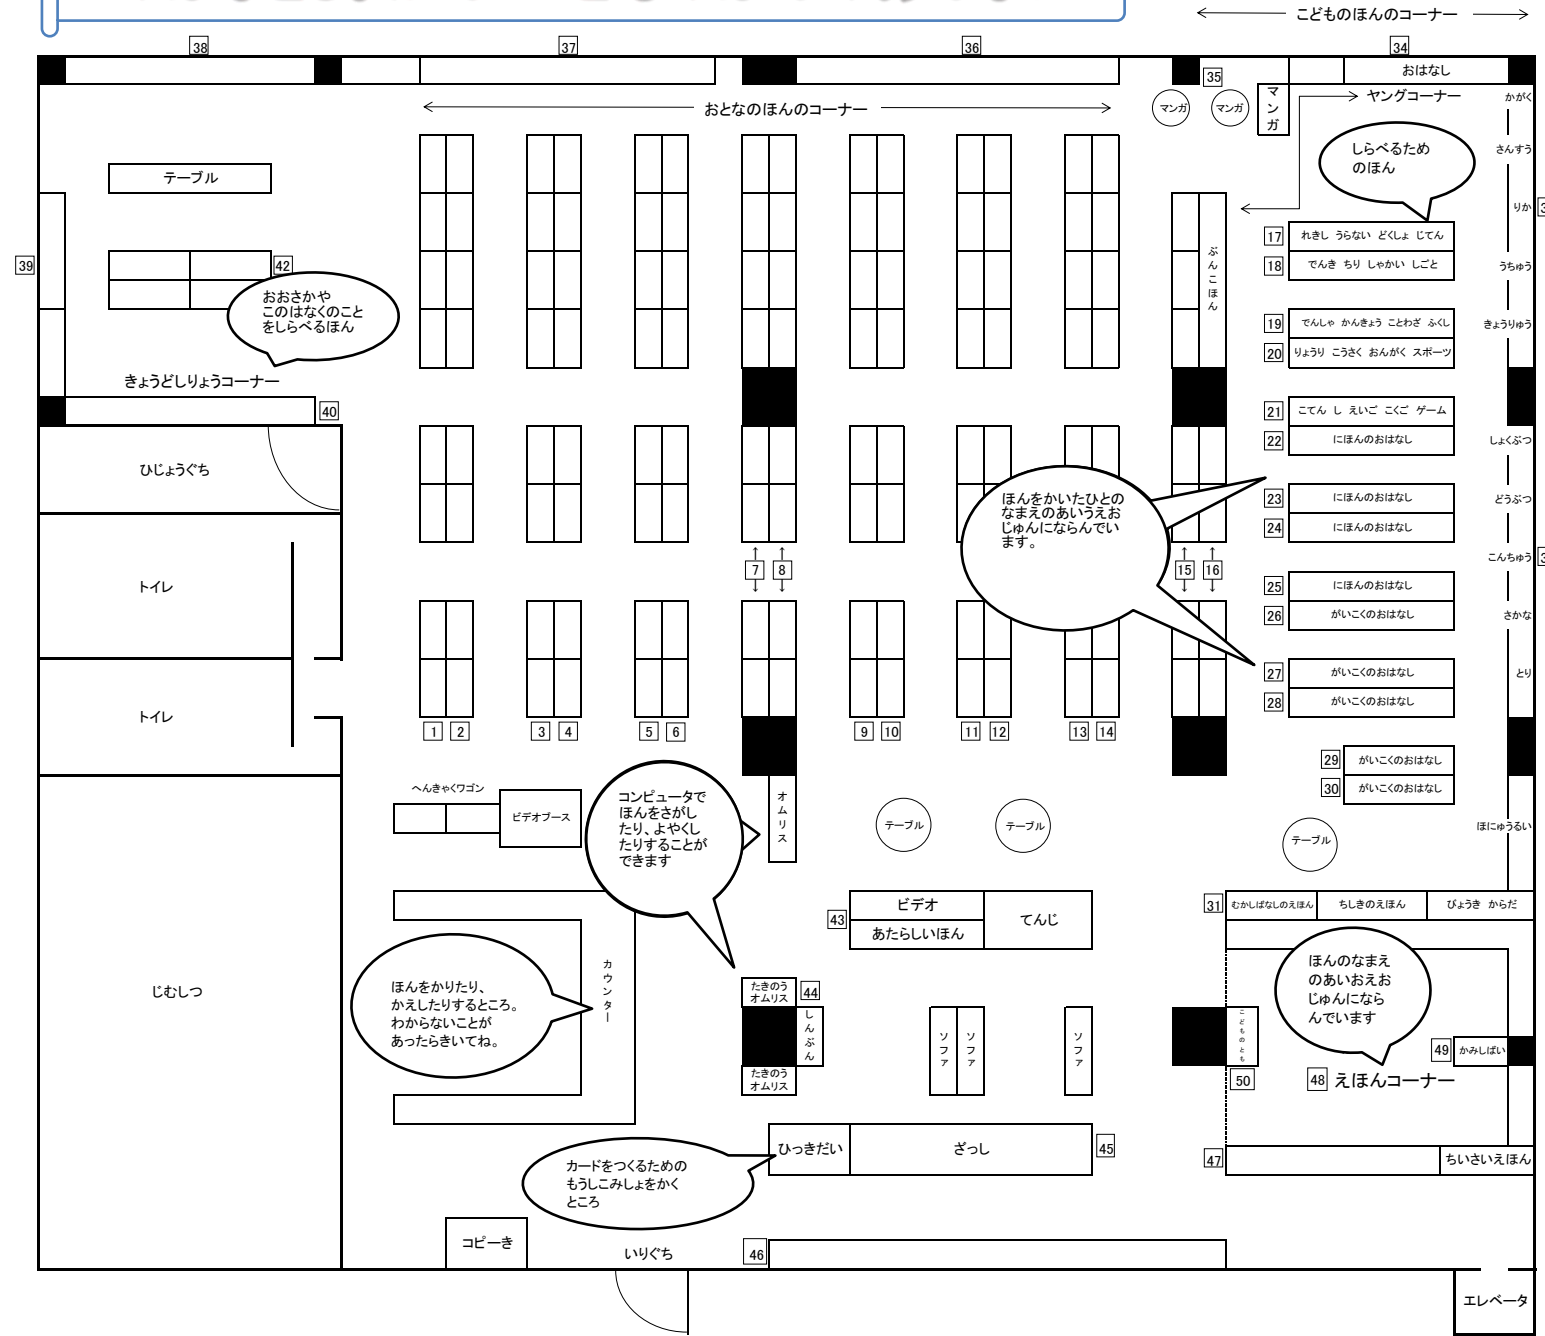 こどものほんのコーナー
38
37
36
34
おはなし
35
マンガ
マンガ
マンガ
ヤングコーナー
かがく
おとなのほんのコーナー
しらべるため
のほん
さんすう
テーブル
りか
39
42
おおさかや
このはなくのこと
をしらべるほん
ぶんこほん
17
れきし うらない どくしょ じてん
18
でんき ちり しゃかい しごと
うちゅう
19
でんしゃ かんきょう ことわざ ふくし
きょうりゅう
20
りょうり こうさく おんがく スポーツ
きょうどしりょうコーナー
40
21
こてん し えいご こくご ゲーム
22
にほんのおはなし
しょくぶつ
ひじょうぐち
ほんをかいたひとの
なまえのあいうえお
じゅんにならんでい
ます。
23
にほんのおはなし
どうぶつ
24
にほんのおはなし
7
8
15
16
こんちゅう
トイレ
25
にほんのおはなし
26
がいこくのおはなし
さかな
27
がいこくのおはなし
とり
28
がいこくのおはなし
トイレ
1
2
3
4
5
6
9
10
11
12
13
14
29
がいこくのおはなし
30
がいこくのおはなし
へんきゃくワゴン
ビデオブース
コンピュータで
ほんをさがし
たり、よやくし
たりすることが
できます
オムリス
テーブル
テーブル
テーブル
ほにゅうるい
43
ビデオ
あたらしいほん
てんじ
31
むかしばなしのえほん
ちしきのえほん
びょうき からだ
じむしつ
ほんをかりたり、
かえしたりするところ。
わからないことが
あったらきいてね。
カウンター
たきのう
オムリス
44
しんぶん
たきのう
オムリス
ソファ
ソファ
ソファ
こどものとも
50
ほんのなまえ
のあいおえお
じゅんになら
んでいます
49
かみしばい
48
えほんコーナー
カードをつくるための
もうしこみしょをかく
ところ
ひっきだい
ざっし
45
47
ちいさいえほん
コピーき
いりぐち
46
エレベータ